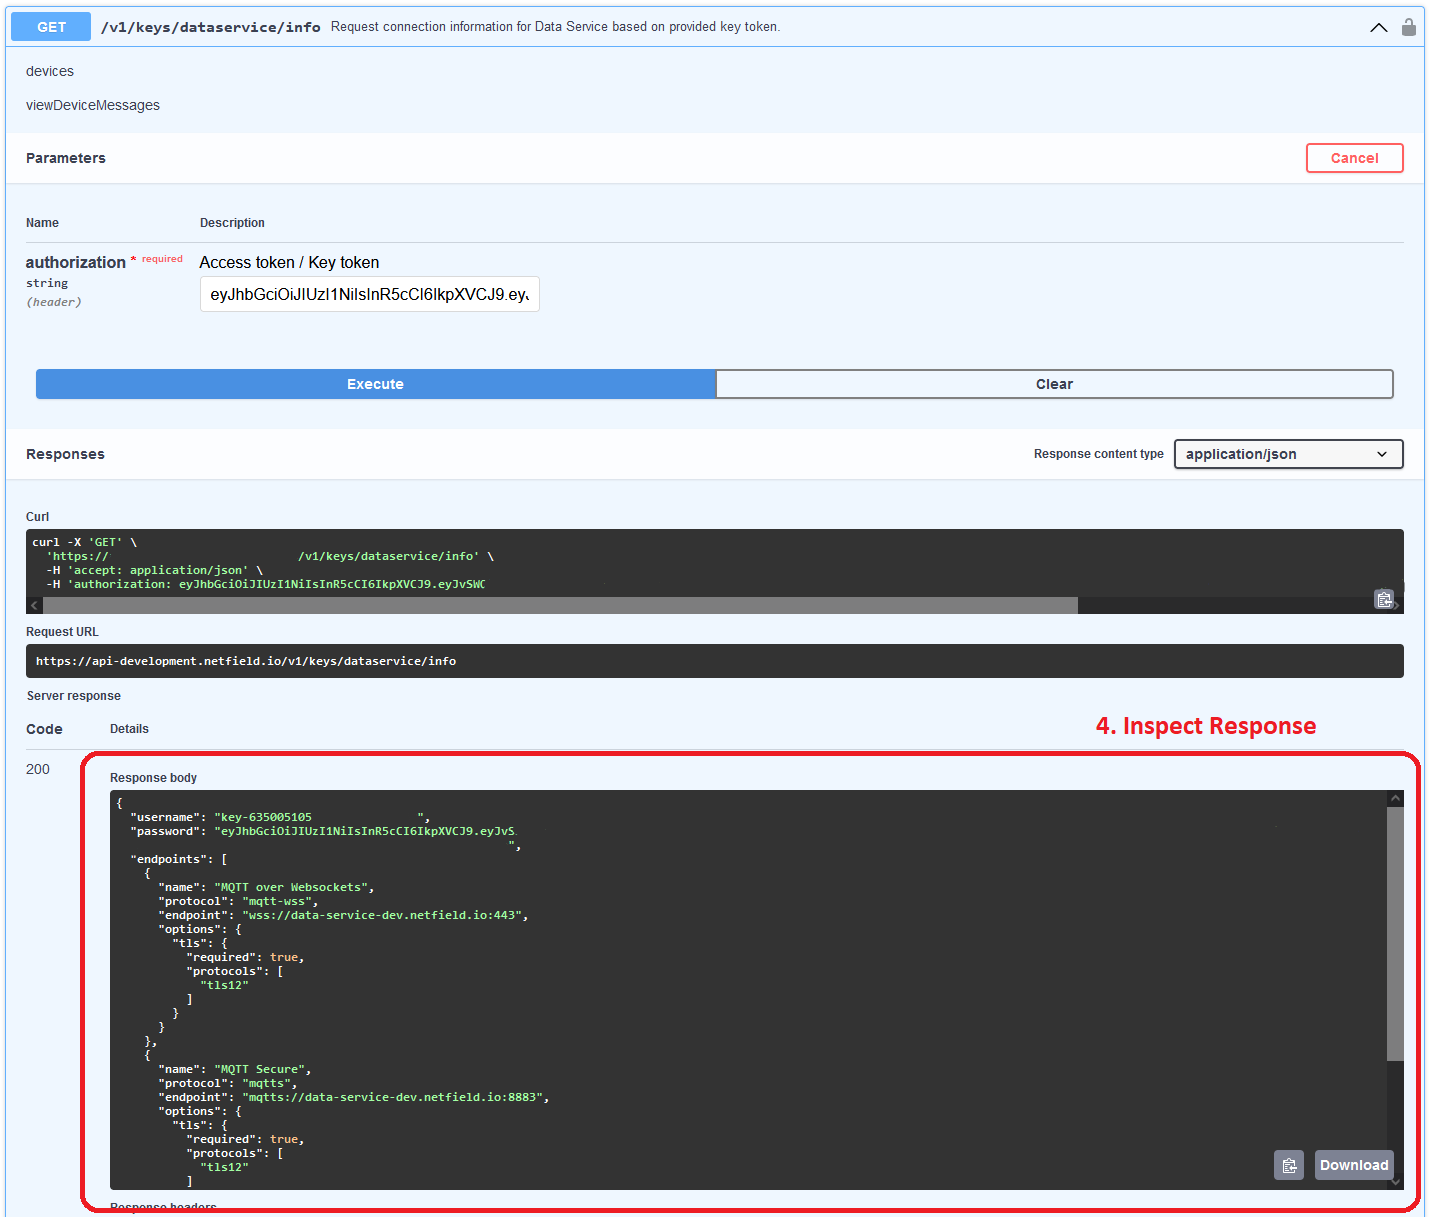 GET /v1/keys/dataservice/info Request connection information for Data Service based on provided key token.
devices
viewDeviceMessages
Parameters Cancel
Name Description
authorization * required Access token / Key token
string
(header)
eyJhbGciOiJIUzI1NiIsInR5cCI6IkpXVCJ9.ey
Execute Clear
Responses Response content type application/json
Curl
curl -X 'GET' \
'https:// /v1/keys/dataservice/info' \
-H 'accept: application/json' \
-H 'authorization: eyJhbGciOiJIUzI1NiIsInR5cCI6IkpXVCJ9.eyJvSWC
Request URL
https://api-development.netfield.io/v1/keys/dataservice/info
Server response
Code Details
4. Inspect Response
200
Response body
{
"username": "key-635005105 ",
"password": "eyJhbGciOiJIUzI1NiIsInR5cCI6IkpXVCJ9.eyJvS
",
"endpoints": [
{
"name": "MQTT over Websockets",
"protocol": "mqtt-wss",
"endpoint": "wss://data-service-dev.netfield.io:443",
"options": {
"tls": {
"required": true,
"protocols": [
"tls12"
]
}
}
},
{
"name": "MQTT Secure",
"protocol": "mqtts",
"endpoint": "mqtts://data-service-dev.netfield.io:8883",
"options": {
"tls": {
"required": true,
"protocols": [
"tls12"
]
Download
Response headers